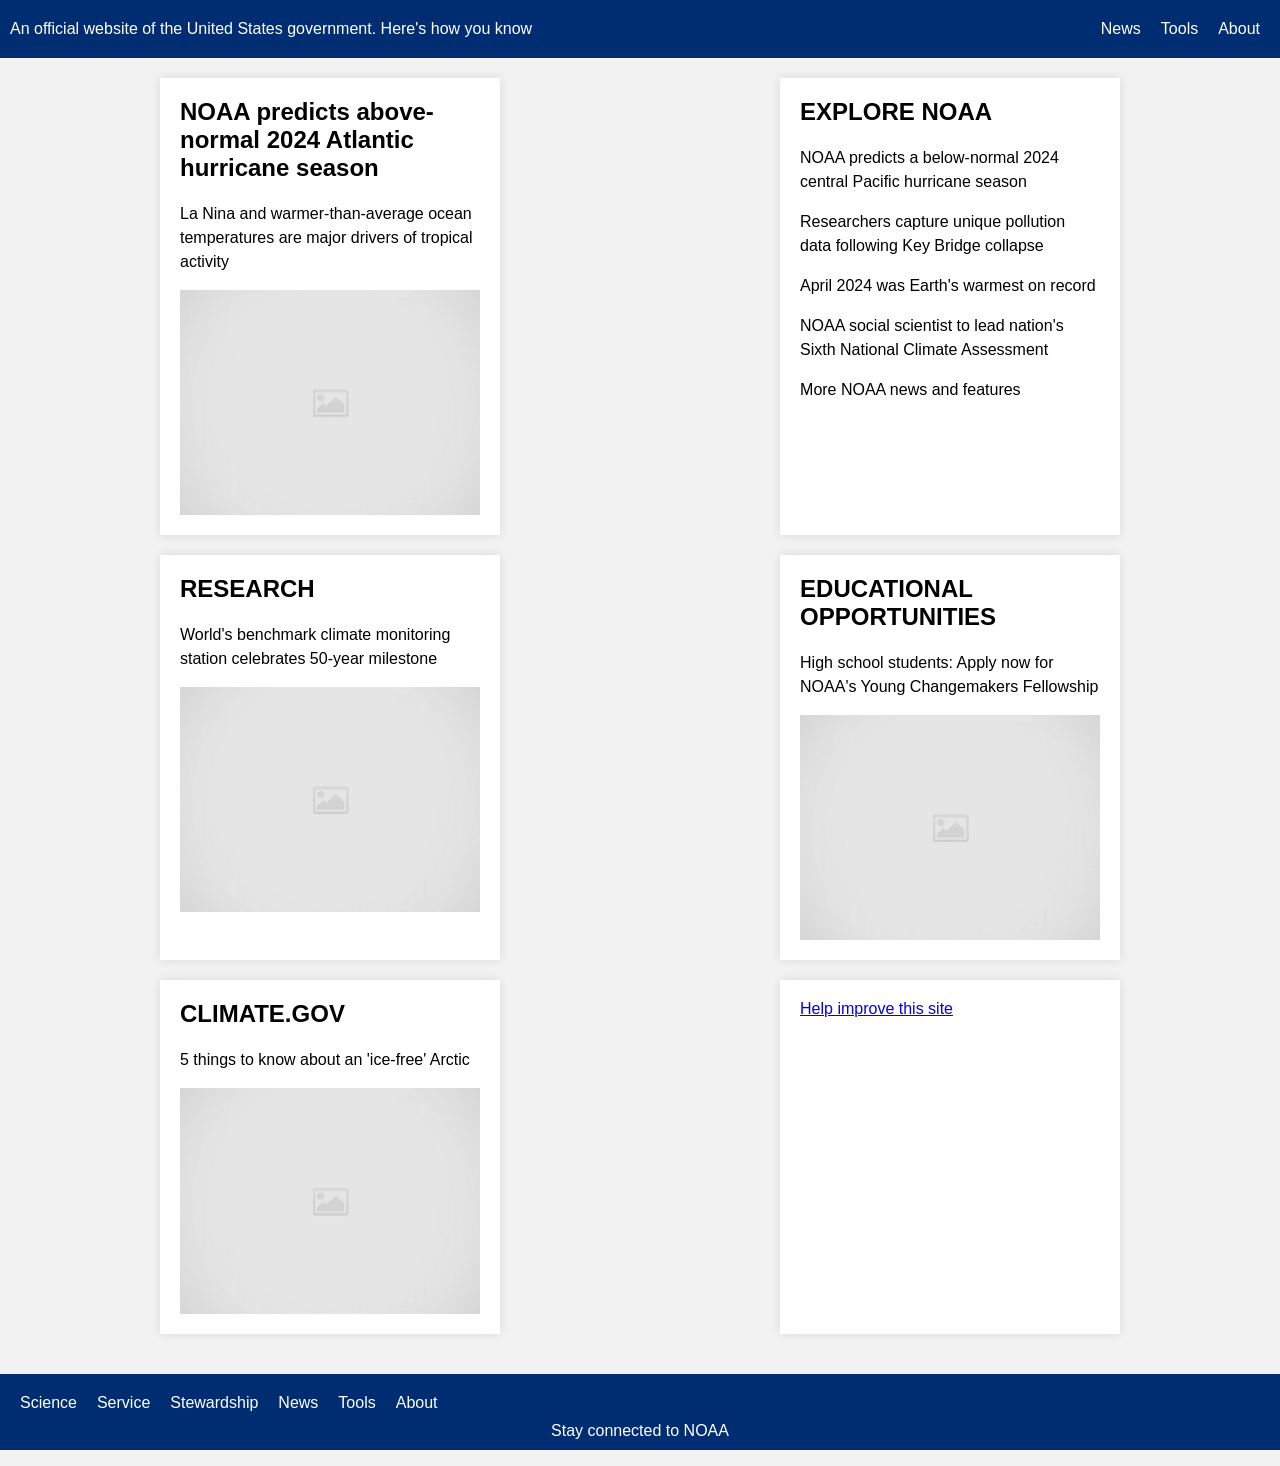 An official website of the United States government. Here's how you know
News Tools About
NOAA predicts above-
normal 2024 Atlantic
hurricane season
La Nina and warmer-than-average ocean
temperatures are major drivers of tropical
activity
EXPLORE NOAA
NOAA predicts a below-normal 2024
central Pacific hurricane season
Researchers capture unique pollution
data following Key Bridge collapse
April 2024 was Earth's warmest on record
NOAA social scientist to lead nation's
Sixth National Climate Assessment
More NOAA news and features
RESEARCH
World's benchmark climate monitoring
station celebrates 50-year milestone
EDUCATIONAL
OPPORTUNITIES
High school students: Apply now for
NOAA's Young Changemakers Fellowship
CLIMATE.GOV
5 things to know about an 'ice-free' Arctic
Help improve this site
Science Service Stewardship News Tools About
Stay connected to NOAA